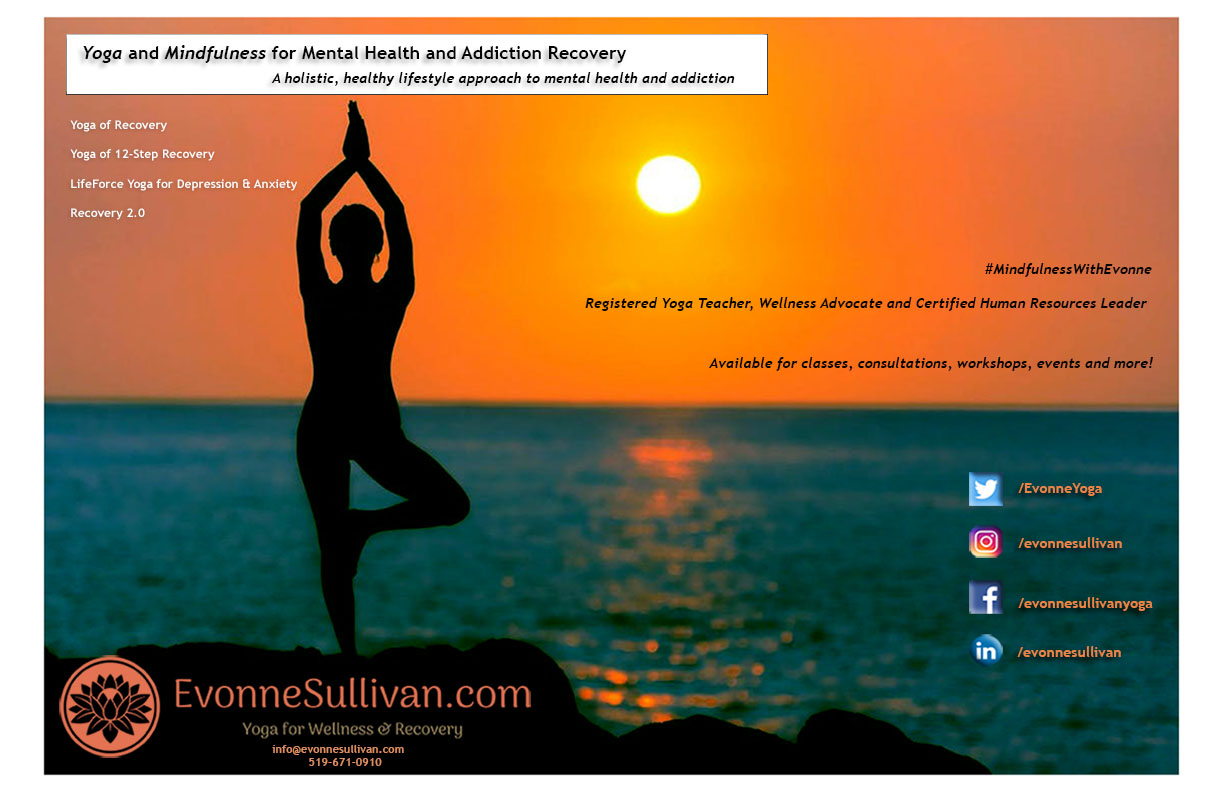 Yoga and Mindfulness for Mental Health and Addiction Recovery
A holistic, healthy lifestyle approach to mental health and addiction
Yoga of Recovery
Yoga of 12-Step Recovery
LifeForce Yoga for Depression & Anxiety
Recovery 2.0
#MindfulnessWithEvonne
Registered Yoga Teacher, Wellness Advocate and Certified Human Resources Leader
Available for classes, consultations, workshops, events and more!
/EvonneYoga
/evonnesullivan
/evonnesullivanyoga
in /evonnesullivan
EvonneSullivan.com
Yoga for Wellness & Recovery
info@evonnesullivan.com
519-671-0910